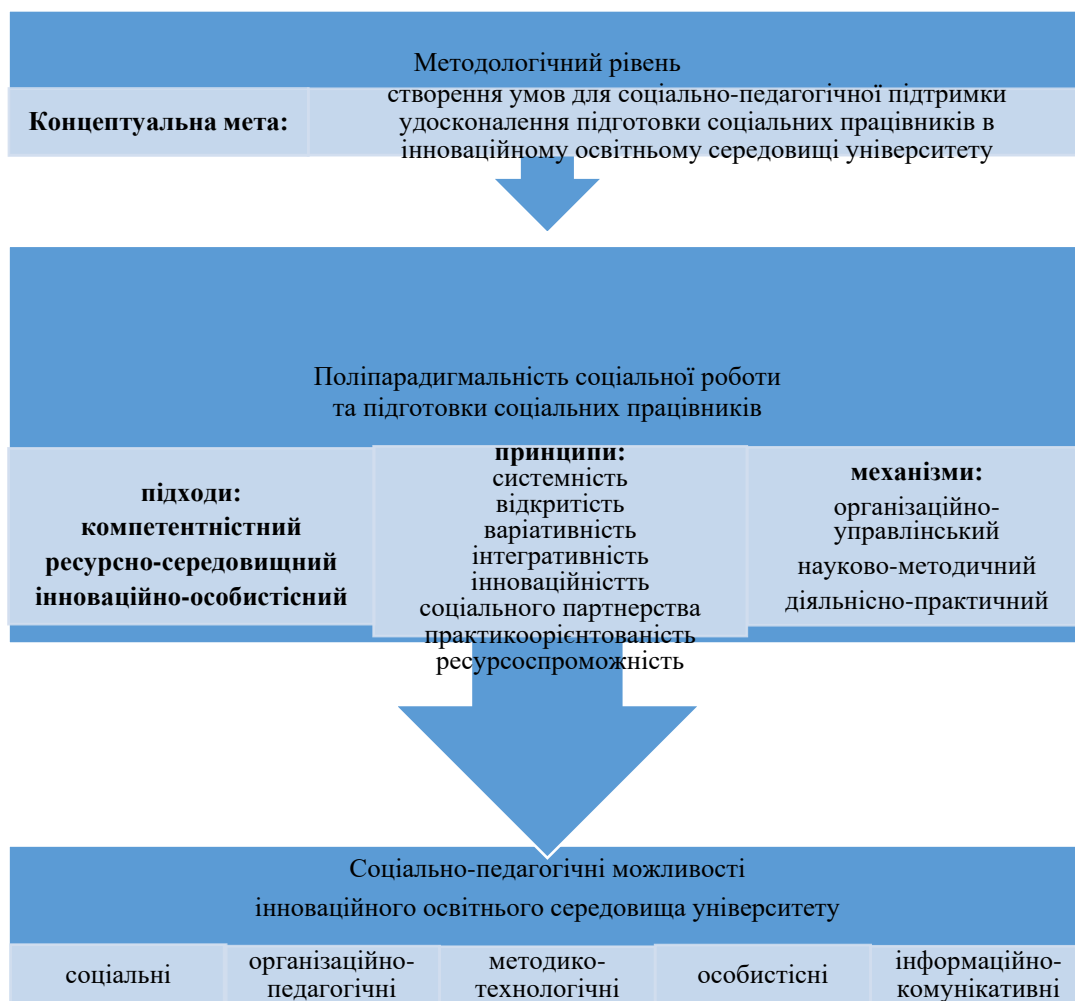 Методологічний рівень
Концептуальна мета:
створення умов для соціально-педагогічної підтримки
удосконалення підготовки соціальних працівників в
інноваційному освітньому середовищі університету
Поліпарадигмальність соціальної роботи
та підготовки соціальних працівників
підходи:
компетентністний
ресурсно-середовищний
інноваційно-особистісний
принципи:
системність
відкритість
варіативність
інтегративність
інноваційністть
соціального партнерства
практикоорієнтованість
ресурсоспроможність
механізми:
організаційно-
управлінський
науково-методичний
діяльнісно-практичний
Соціально-педагогічні можливості
інноваційного освітнього середовища університету
соціальні
організаційно-
педагогічні
методико-
технологічні
особистісні
інформаційно-
комунікативні